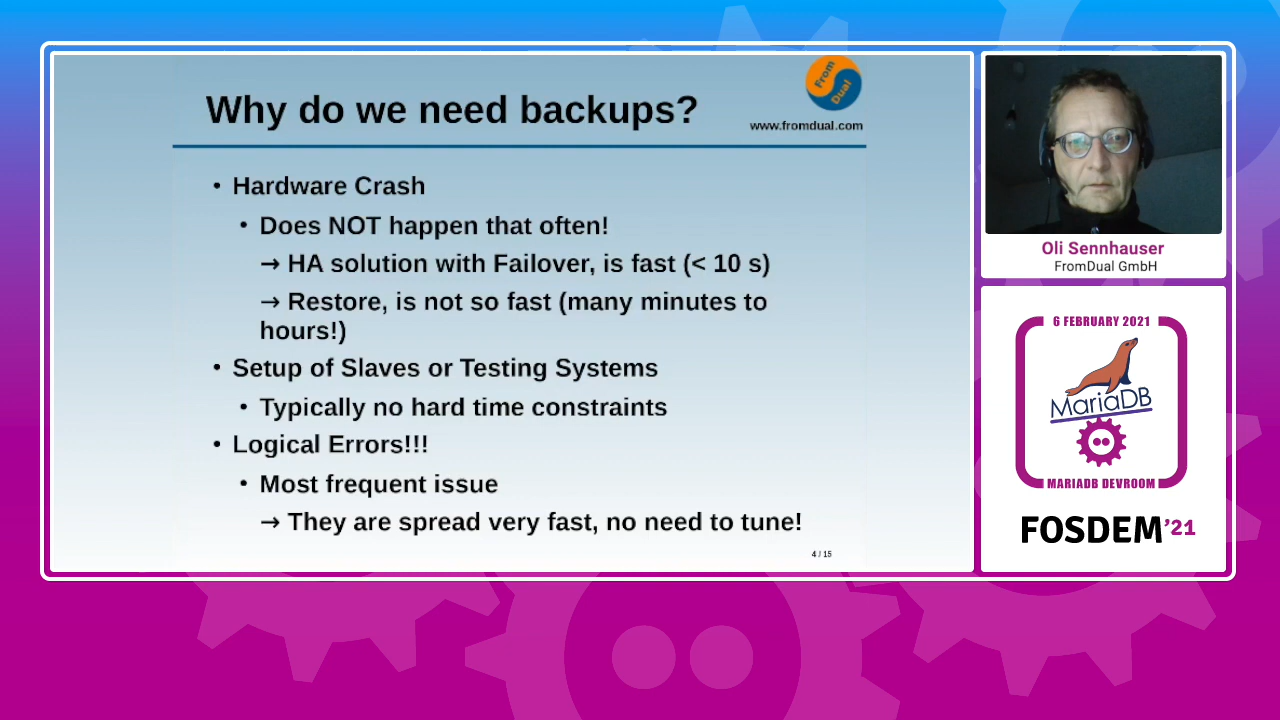 Why do we need backups?
From
Dual
www.fromdual.com
• Hardware Crash
• Does NOT happen that often!
→ HA solution with Failover, is fast (< 10 s)
→ Restore, is not so fast (many minutes to
hours!)
• Setup of Slaves or Testing Systems
• Typically no hard time constraints
• Logical Errors!!!
• Most frequent issue
→ They are spread very fast, no need to tune!
4 / 15
Oli Sennhauser
FromDual GmbH
6 FEBRUARY 2021
MariaDB
MARIADB DEVROOM
FOSDEM'21